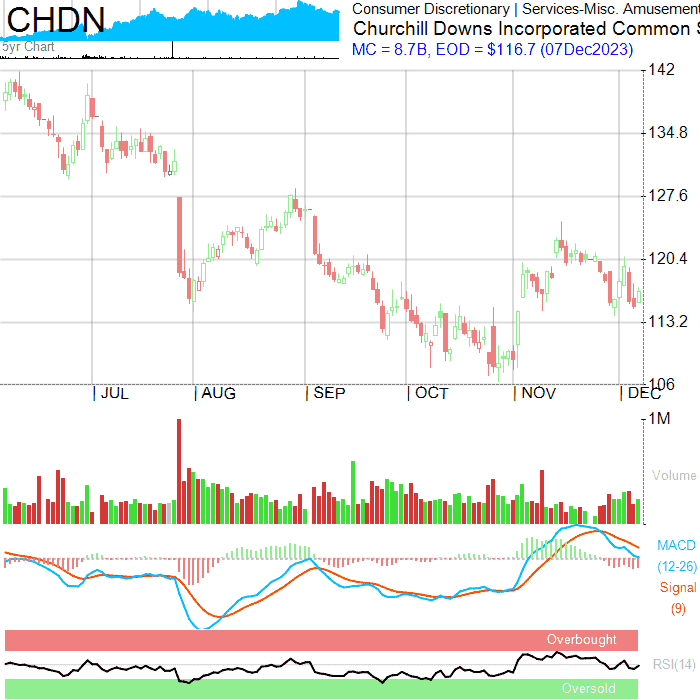 CHDN
Consumer Discretionary | Services-Misc. Amusement
Churchill Downs Incorporated Common S
MC = 8.7B, EOD = $116.7 (07Dec2023)
5yr Chart
142
134.8
127.6
120.4
113.2
106
JUL
AUG
SEP
OCT
NOV
DEC
1M
Volume
MACD
(12-26)
Signal
(9)
Overbought
RSI(14)
Oversold